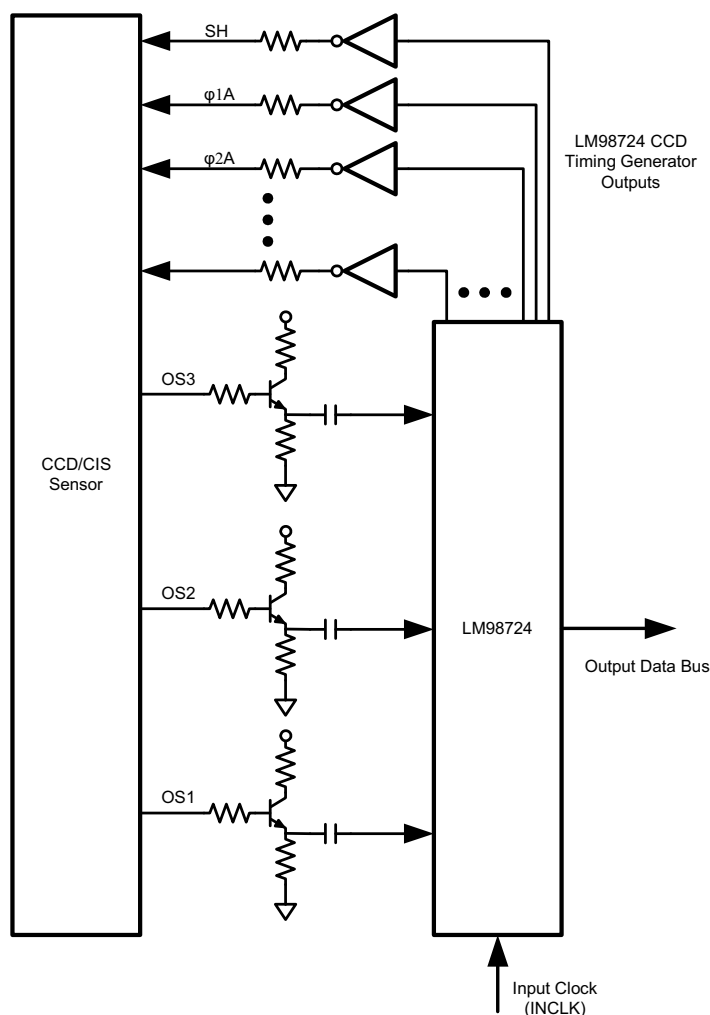 SH
φ1A
φ2A
LM98724 CCD
Timing Generator
Outputs
OS3
CCD/CIS
Sensor
OS2
LM98724
Output Data Bus
OS1
Input Clock
(INCLK)